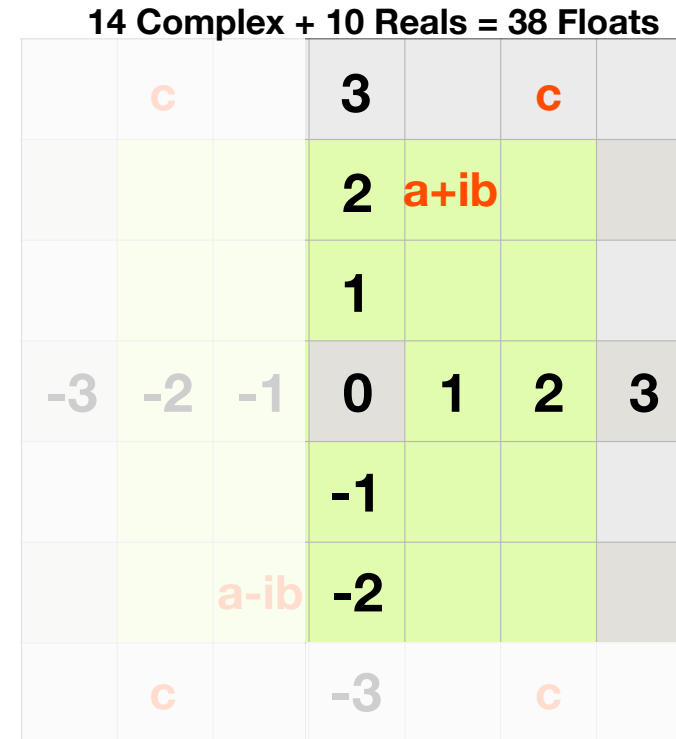 14 Complex + 10 Reals = 38 Floats
c 3 c
2 a+ib
1
-3 -2 -1 0 1 2 3
-1
a-ib -2
c -3 c